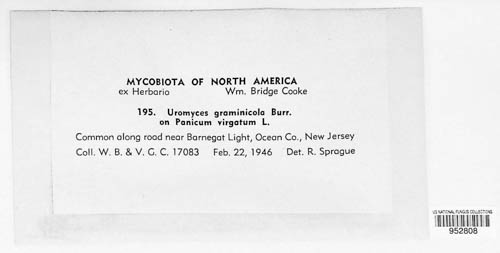 MYCOBIOTA OF NORTH AMERICA
ex Herbario Wm. Bridge Cooke
195. Uromyces graminicola Burr.
on Panicum virgatum L.
Common along road near Barnegat Light, Ocean Co., New Jersey
Coll. W. B. & V. G. C. 17083 Feb. 22, 1946 Det. R. Sprague
US NATIONAL FUNGUS COLLECTIONS
952808